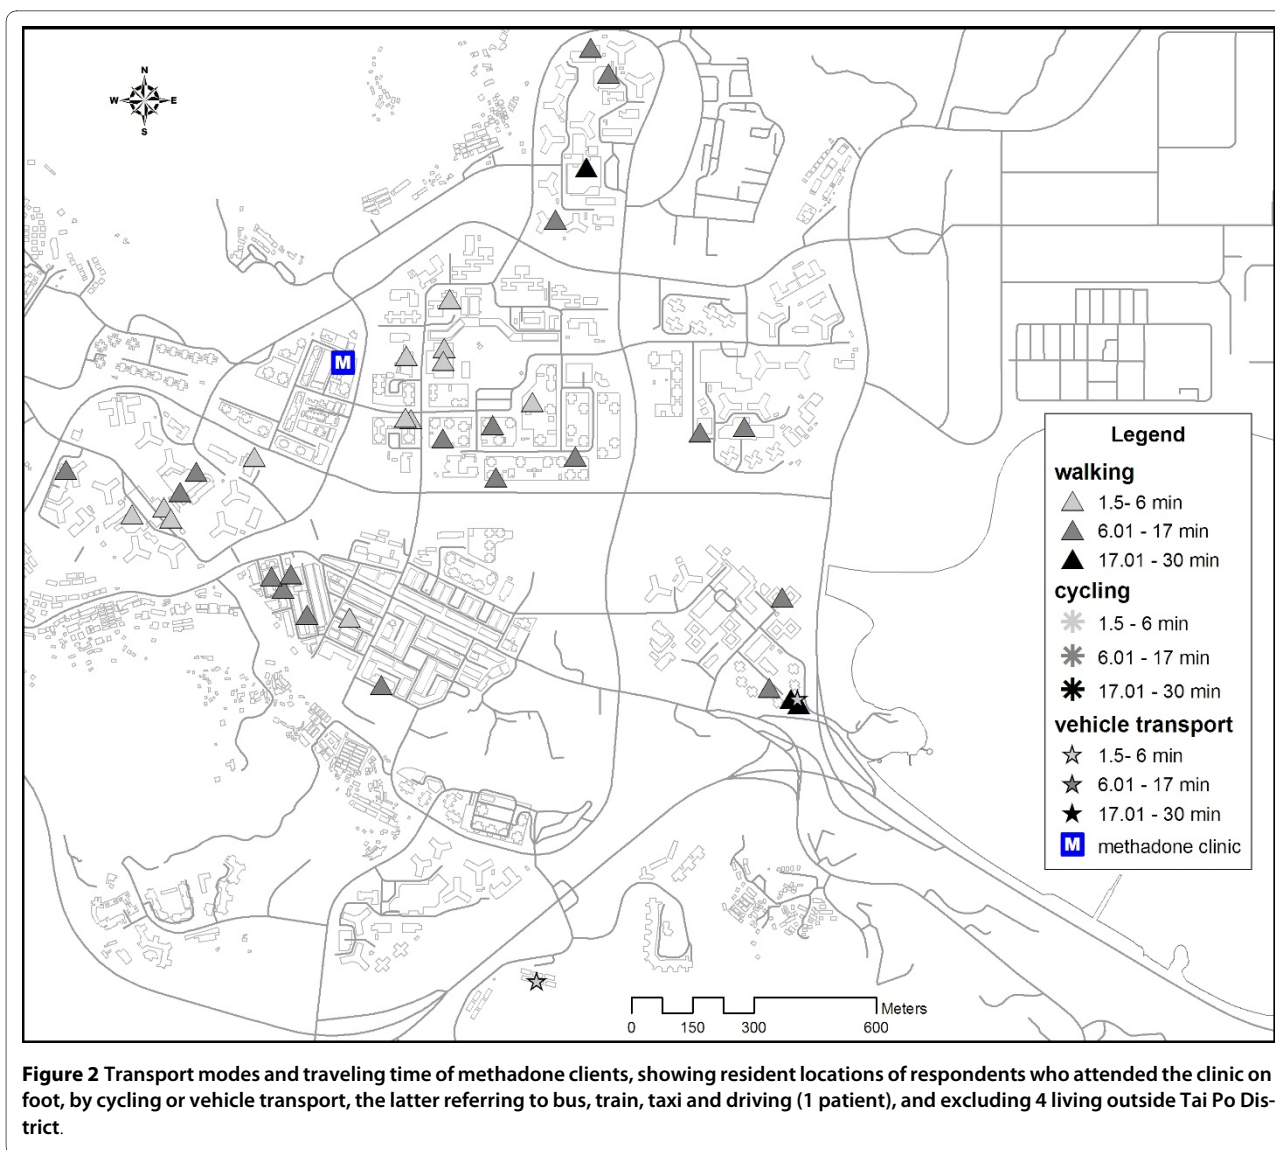 N
W E
S
M
Legend
walking
1.5- 6 min
6.01 - 17 min
17.01 - 30 min
cycling
1.5 - 6 min
6.01 - 17 min
17.01 - 30 min
vehicle transport
1.5- 6 min
6.01 - 17 min
17.01 - 30 min
M methadone clinic
Meters
0 150 300 600
Figure 2 Transport modes and traveling time of methadone clients, showing resident locations of respondents who attended the clinic on
foot, by cycling or vehicle transport, the latter referring to bus, train, taxi and driving (1 patient), and excluding 4 living outside Tai Po Dis-
trict.